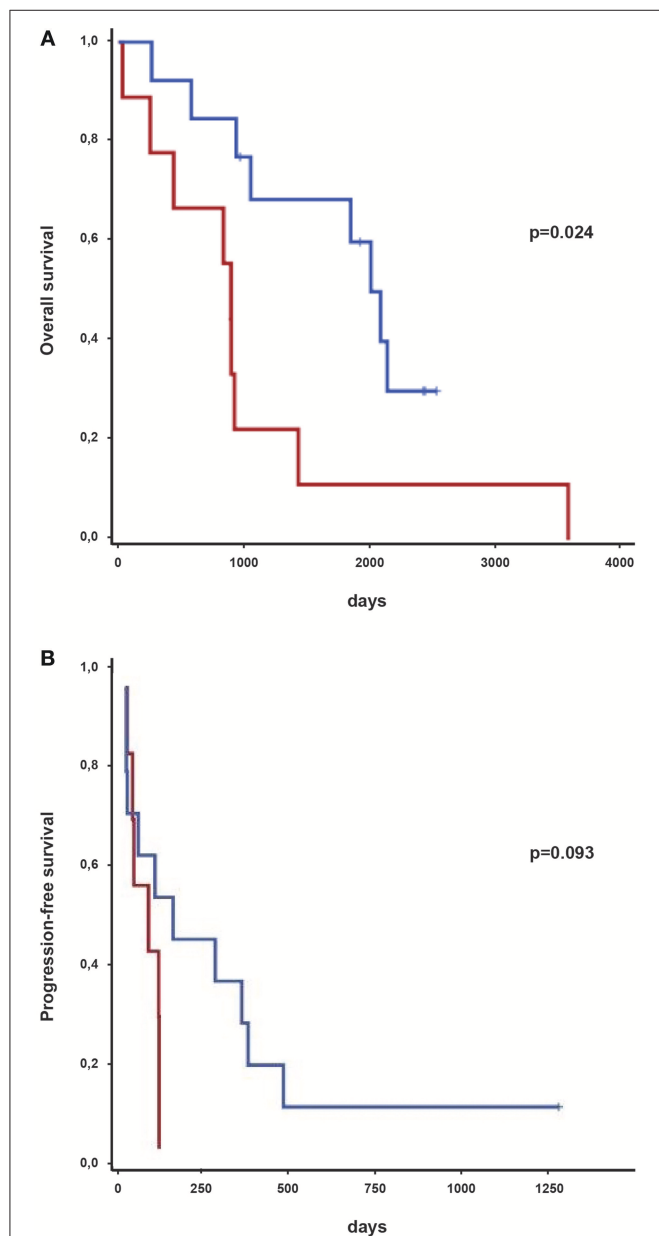 A
1,0
0,8
0,6
0,4
0,2
0,0
Overall survival
p=0.024
0 1000 2000 3000 4000
days
B
1,0
0,8
0,6
0,4
0,2
0,0
Progression-free survival
p=0.093
0 250 500 750 1000 1250
days